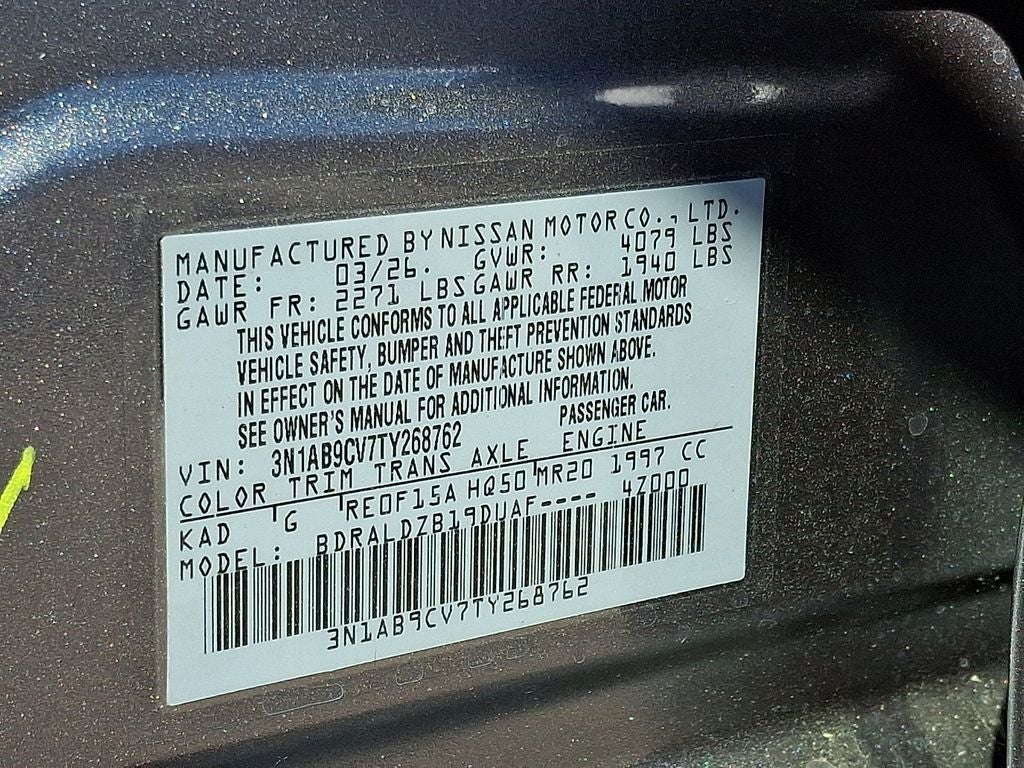 MANUFACTURED BY NISSAN MOTOR CO., LTD.
DATE: 03/26. GVWR: 4079 LBS
GAWR FR: 2271 LBS GAWR RR: 1940 LBS
THIS VEHICLE CONFORMS TO ALL APPLICABLE FEDERAL MOTOR
VEHICLE SAFETY, BUMPER AND THEFT PREVENTION STANDARDS
IN EFFECT ON THE DATE OF MANUFACTURE SHOWN ABOVE.
SEE OWNER'S MANUAL FOR ADDITIONAL INFORMATION.
VIN: 3N1AB9CV7TY268762 PASSENGER CAR.
COLOR TRIM TRANS AXLE ENGINE
KAD G RE0F15A HQ50 MR20 1997 CC
MODEL: BDRALDZB19DUAF---- 47000
3N1AB9CV7TY268762